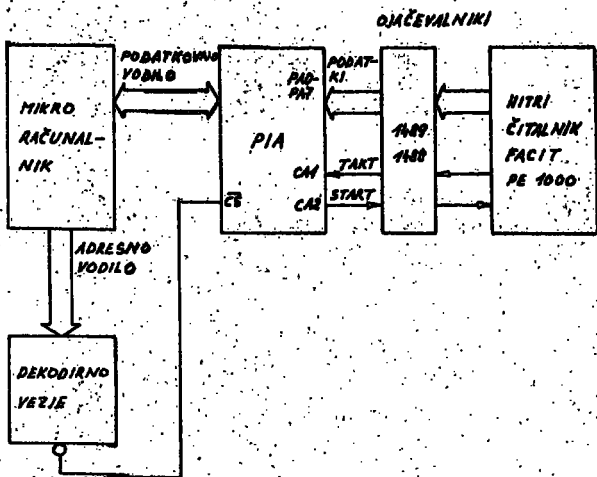 OJAČEVALNIKI
MIKRO
RAČUNAL-
NIK
PODATKOVNO
VODILO
PIA
PA0-
PA7
CA1
CA2
CS
PODAT-
KI
TAKT
START
1489
1488
HITRI
ČITALNIK
FACIT
PE 1000
ADRESNO
VODILO
DEKODIRNO
VEZJE